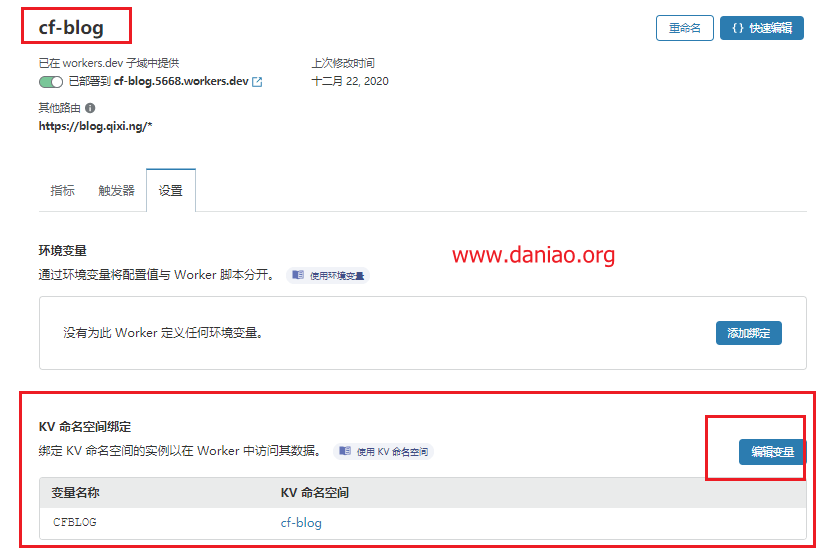 cf-blog
重命名
{} 快速编辑
已在 workers.dev 子域中提供
上次修改时间
已部署到 cf-blog.5668.workers.dev
十二月 22, 2020
其他路由
https://blog.qixi.ng/*
指标
触发器
设置
环境变量
www.daniao.org
通过环境变量将配置值与 Worker 脚本分开。
使用环境变量
没有为此 Worker 定义任何环境变量。
添加绑定
KV 命名空间绑定
绑定 KV 命名空间的实例以在 Worker 中访问其数据。
使用 KV 命名空间
编辑变量
变量名称
KV 命名空间
CFBLOG
cf-blog